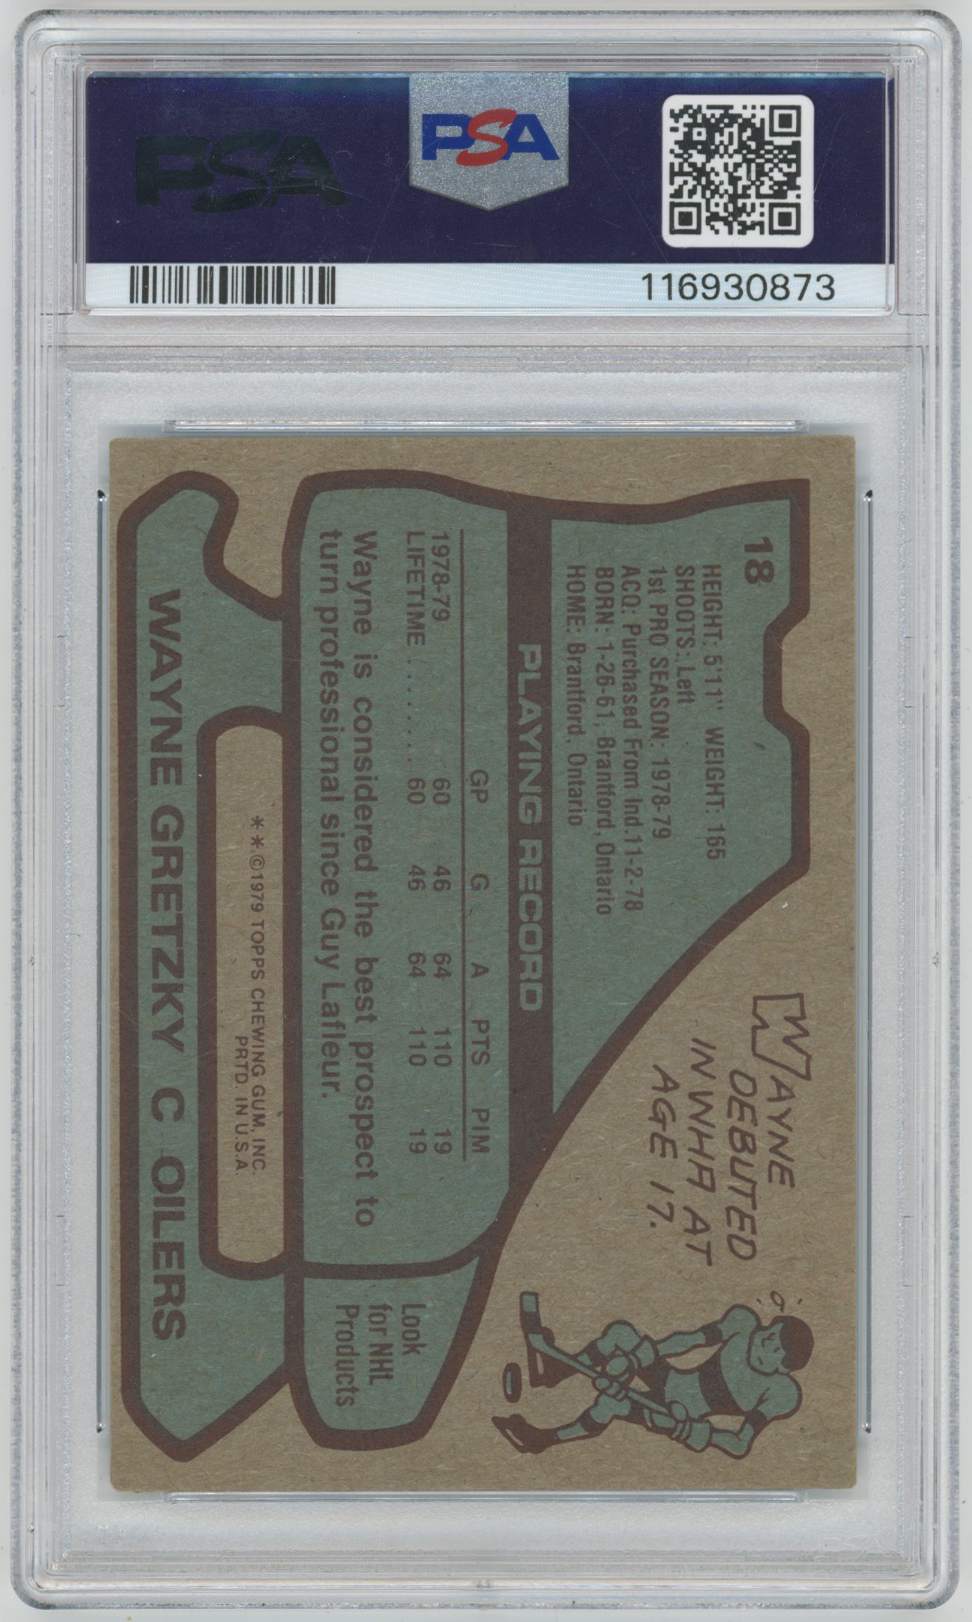 PSA
PSA
116930873
18
HEIGHT: 5'11" WEIGHT: 165
SHOOTS: Left
1st PRO SEASON: 1978-79
ACQ: Purchased From Ind.11-2-78
BORN: 1-26-61, Brantford, Ontario
HOME: Brantford, Ontario
WAYNE
DEBUTED
IN WHA AT
AGE 17.
PLAYING RECORD
GP G A PTS PIM
1978-79 60 46 64 110 19
LIFETIME .......... 60 46 64 110 19
Wayne is considered the best prospect to
turn professional since Guy Lafleur.
Look
for NHL
Products
**©1979 TOPPS CHEWING GUM, INC.
PRTD. IN U.S.A.
WAYNE GRETZKY C OILERS